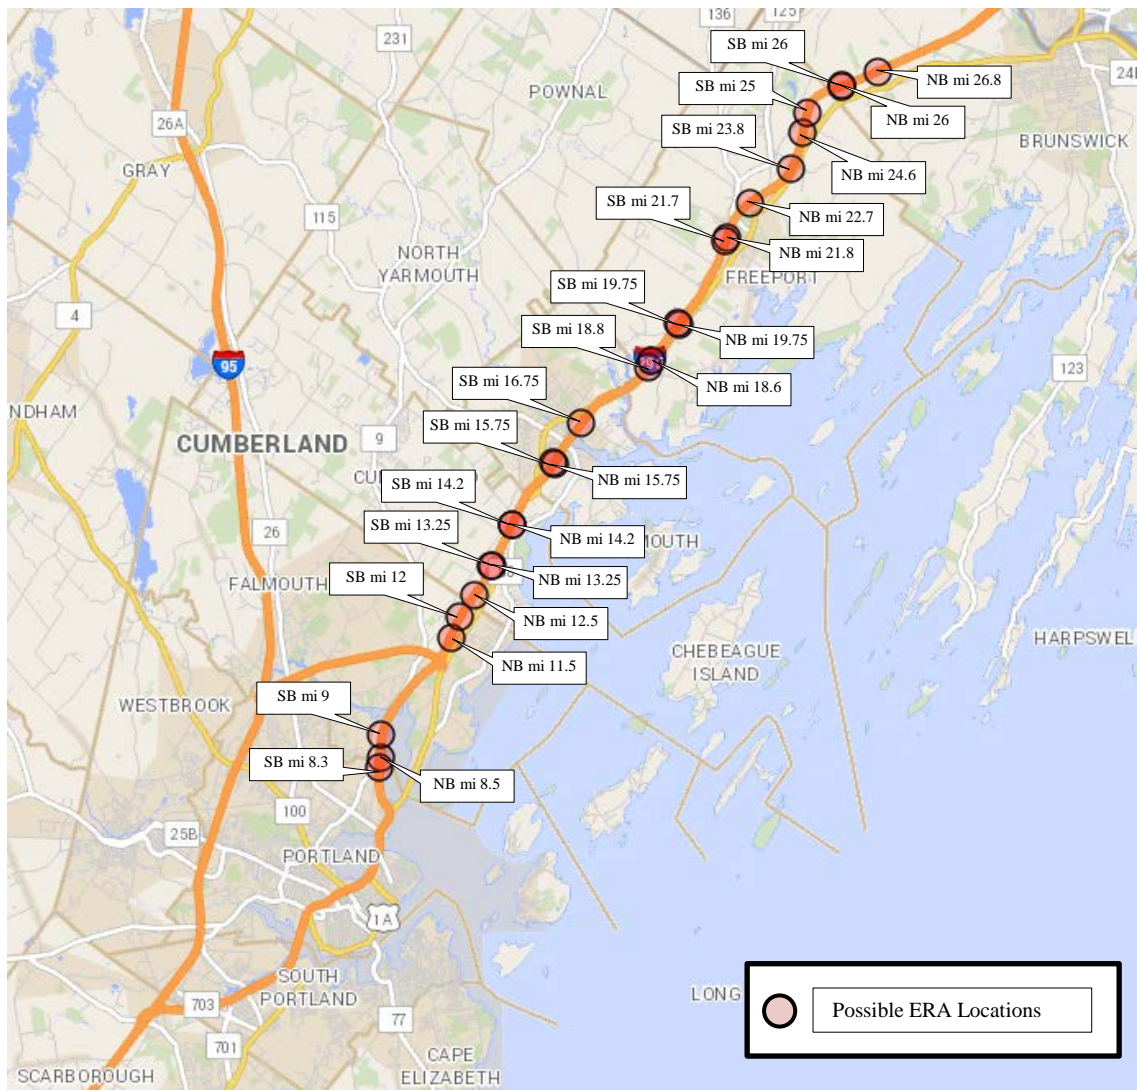 136
125
SB mi 26
231
24
NB mi 26.8
SB mi 25
POWNAL
NB mi 26
26A
BRUNSWICK
SB mi 23.8
GRAY
NB mi 24.6
SB mi 21.7
115
NB mi 22.7
NORTH
YARMOUTH
NB mi 21.8
FREEPORT
SB mi 19.75
4
SB mi 18.8
NB mi 19.75
95
123
NB mi 18.6
SB mi 16.75
NDHAM
SB mi 15.75
CUMBERLAND
9
CU
NB mi 15.75
SB mi 14.2
SB mi 13.25
26
NB mi 14.2
MOUTH
SB mi 12
FALMOUTH
NB mi 13.25
NB mi 12.5
HARPSWEL
CHEBEAGUE
ISLAND
NB mi 11.5
SB mi 9
WESTBROOK
SB mi 8.3
NB mi 8.5
100
25B
PORTLAND
1A
SOUTH
PORTLAND
703
77
701
LONG
Possible ERA Locations
CAPE
ELIZABETH
SCARBOROUGH